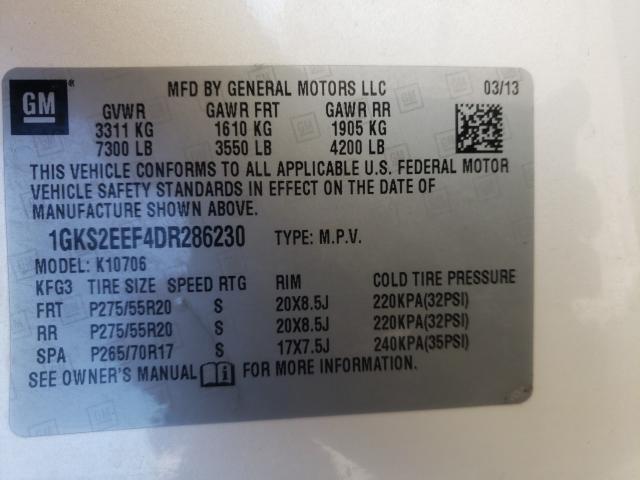 GM ®
MFD BY GENERAL MOTORS LLC 03/13
GVWR GAWR FRT GAWR RR
3311 KG 1610 KG 1905 KG
7300 LB 3550 LB 4200 LB
THIS VEHICLE CONFORMS TO ALL APPLICABLE U.S. FEDERAL MOTOR
VEHICLE SAFETY STANDARDS IN EFFECT ON THE DATE OF
MANUFACTURE SHOWN ABOVE.
1GKS2EEF4DR286230 TYPE: M.P.V.
MODEL: K10706
KFG3 TIRE SIZE SPEED RTG RIM COLD TIRE PRESSURE
FRT P275/55R20 S 20X8.5J 220KPA(32PSI)
RR P275/55R20 S 20X8.5J 220KPA(32PSI)
SPA P265/70R17 S 17X7.5J 240KPA(35PSI)
SEE OWNER'S MANUAL FOR MORE INFORMATION.